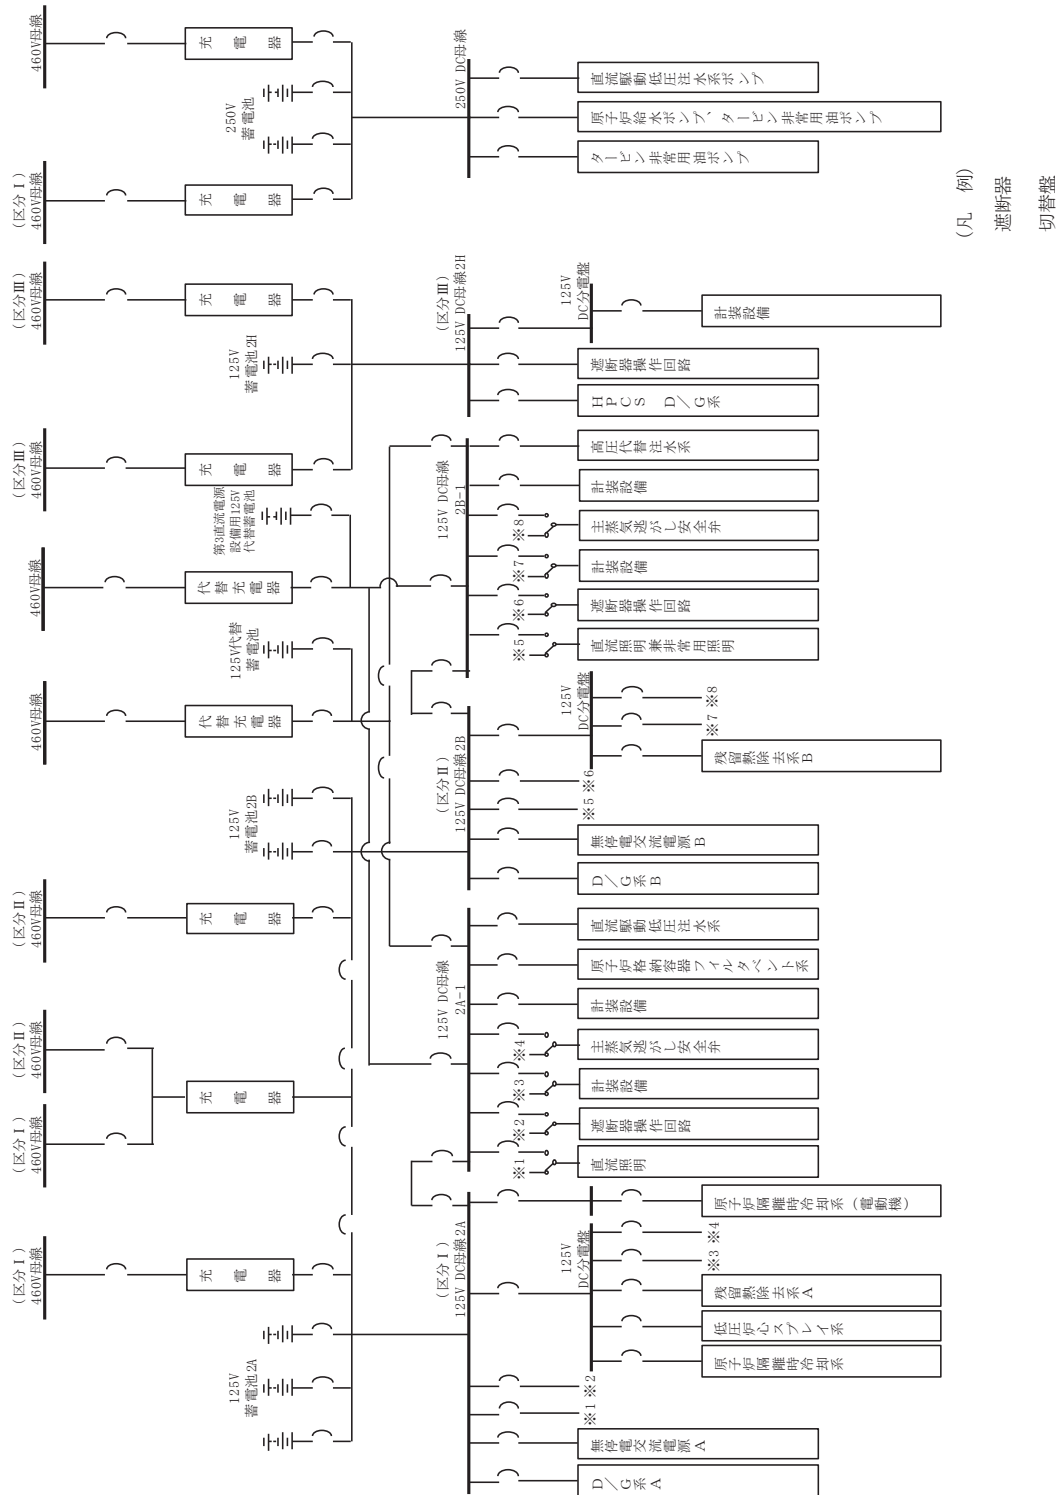 (区分Ⅰ)
460V母線
(区分Ⅰ)
460V母線
(区分Ⅱ)
460V母線
(区分Ⅱ)
460V母線
460V母線
460V母線
(区分Ⅲ)
460V母線
(区分Ⅲ)
460V母線
(区分Ⅰ)
460V母線
460V母線
充電器
充電器
充電器
代替充電器
代替充電器
充電器
充電器
充電器
充電器
125V
蓄電池2A
125V
蓄電池2B
125V代替
蓄電池
第3直流電源
設備用125V
代替蓄電池
125V
蓄電池2H
250V
蓄電池
(区分Ⅰ)
125V DC母線2A
125V DC母線
2A-1
(区分Ⅱ)
125V DC母線2B
125V DC母線
2B-1
(区分Ⅲ)
125V DC母線2H
250V DC母線
※1
※2
※3
※4
※5
※6
※7
※8
D/G系A
無停電交流電源A
※1
※2
125V
DC分電盤
直流照明
遮断器操作回路
計装設備
主蒸気逃がし安全弁
計装設備
原子炉格納容器フィルタベント系
直流駆動低圧注水系
D/G系B
無停電交流電源B
※5
※6
125V
DC分電盤
直流照明兼非常用照明
遮断器操作回路
計装設備
主蒸気逃がし安全弁
計装設備
高圧代替注水系
HPCS D/G系
遮断器操作回路
125V
DC分電盤
タービン非常用油ポンプ
原子炉給水ポンプ、タービン非常用油ポンプ
直流駆動低圧注水系ポンプ
原子炉隔離時冷却系
低圧炉心スプレイ系
残留熱除去系A
※3
※4
原子炉隔離時冷却系(電動機)
残留熱除去系B
※7
※8
計装設備
(凡 例)
遮断器
切替盤